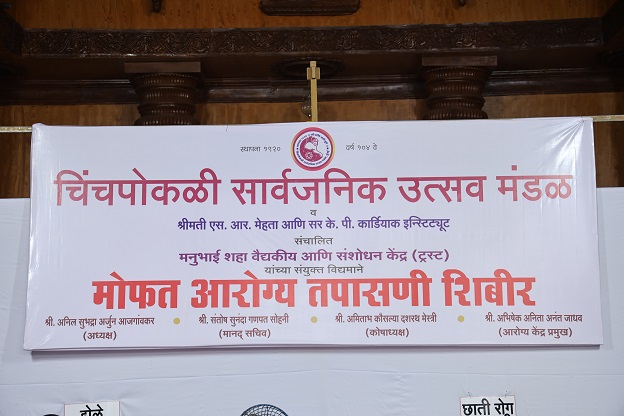 स्थापना १९२० वर्ष १०४ वे
चिंचपोकळी सार्वजनिक उत्सव मंडळ
व
श्रीमती एस. आर. मेहता आणि सर के. पी. कार्डियाक इन्स्टिट्यूट
संचालित
मनुभाई शहा वैद्यकीय आणि संशोधन केंद्र (ट्रस्ट)
यांच्या संयुक्त विद्यमाने
मोफत आरोग्य तपासणी शिबीर
श्री. अनिल सुभद्रा अर्जुन आजगांवकर • श्री. संतोष सुनंदा गणपत सोहनी • श्री. अमिताभ कौसल्या दशरथ मेस्त्री • श्री. अभिषेक अनिता अनंत जाधव
(अध्यक्ष) (मानद् सचिव) (कोषाध्यक्ष) (आरोग्य केंद्र प्रमुख)
डोळे छाती रोग